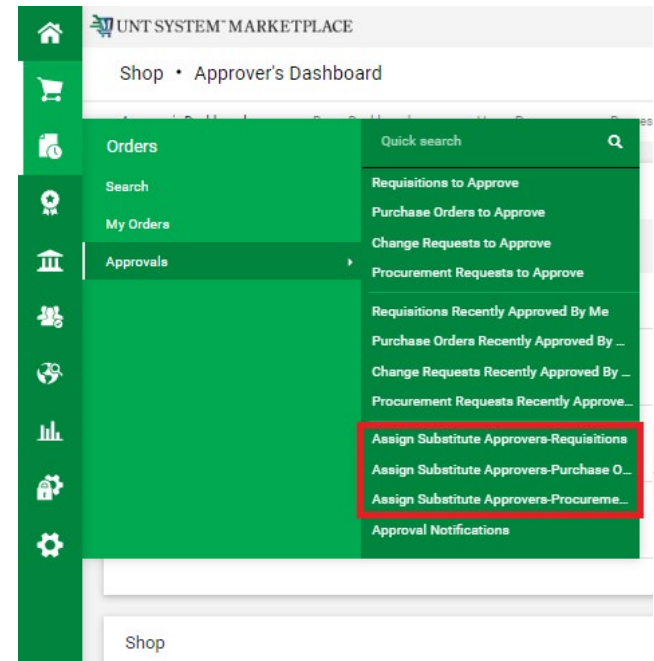 UNT SYSTEM™ MARKETPLACE
Shop • Approver's Dashboard
Orders
Search
My Orders
Approvals
Quick search
Requisitions to Approve
Purchase Orders to Approve
Change Requests to Approve
Procurement Requests to Approve
Requisitions Recently Approved By Me
Purchase Orders Recently Approved By ...
Change Requests Recently Approved By ...
Procurement Requests Recently Approve...
Assign Substitute Approvers-Requisitions
Assign Substitute Approvers-Purchase O...
Assign Substitute Approvers-Procureme...
Approval Notifications
Shop